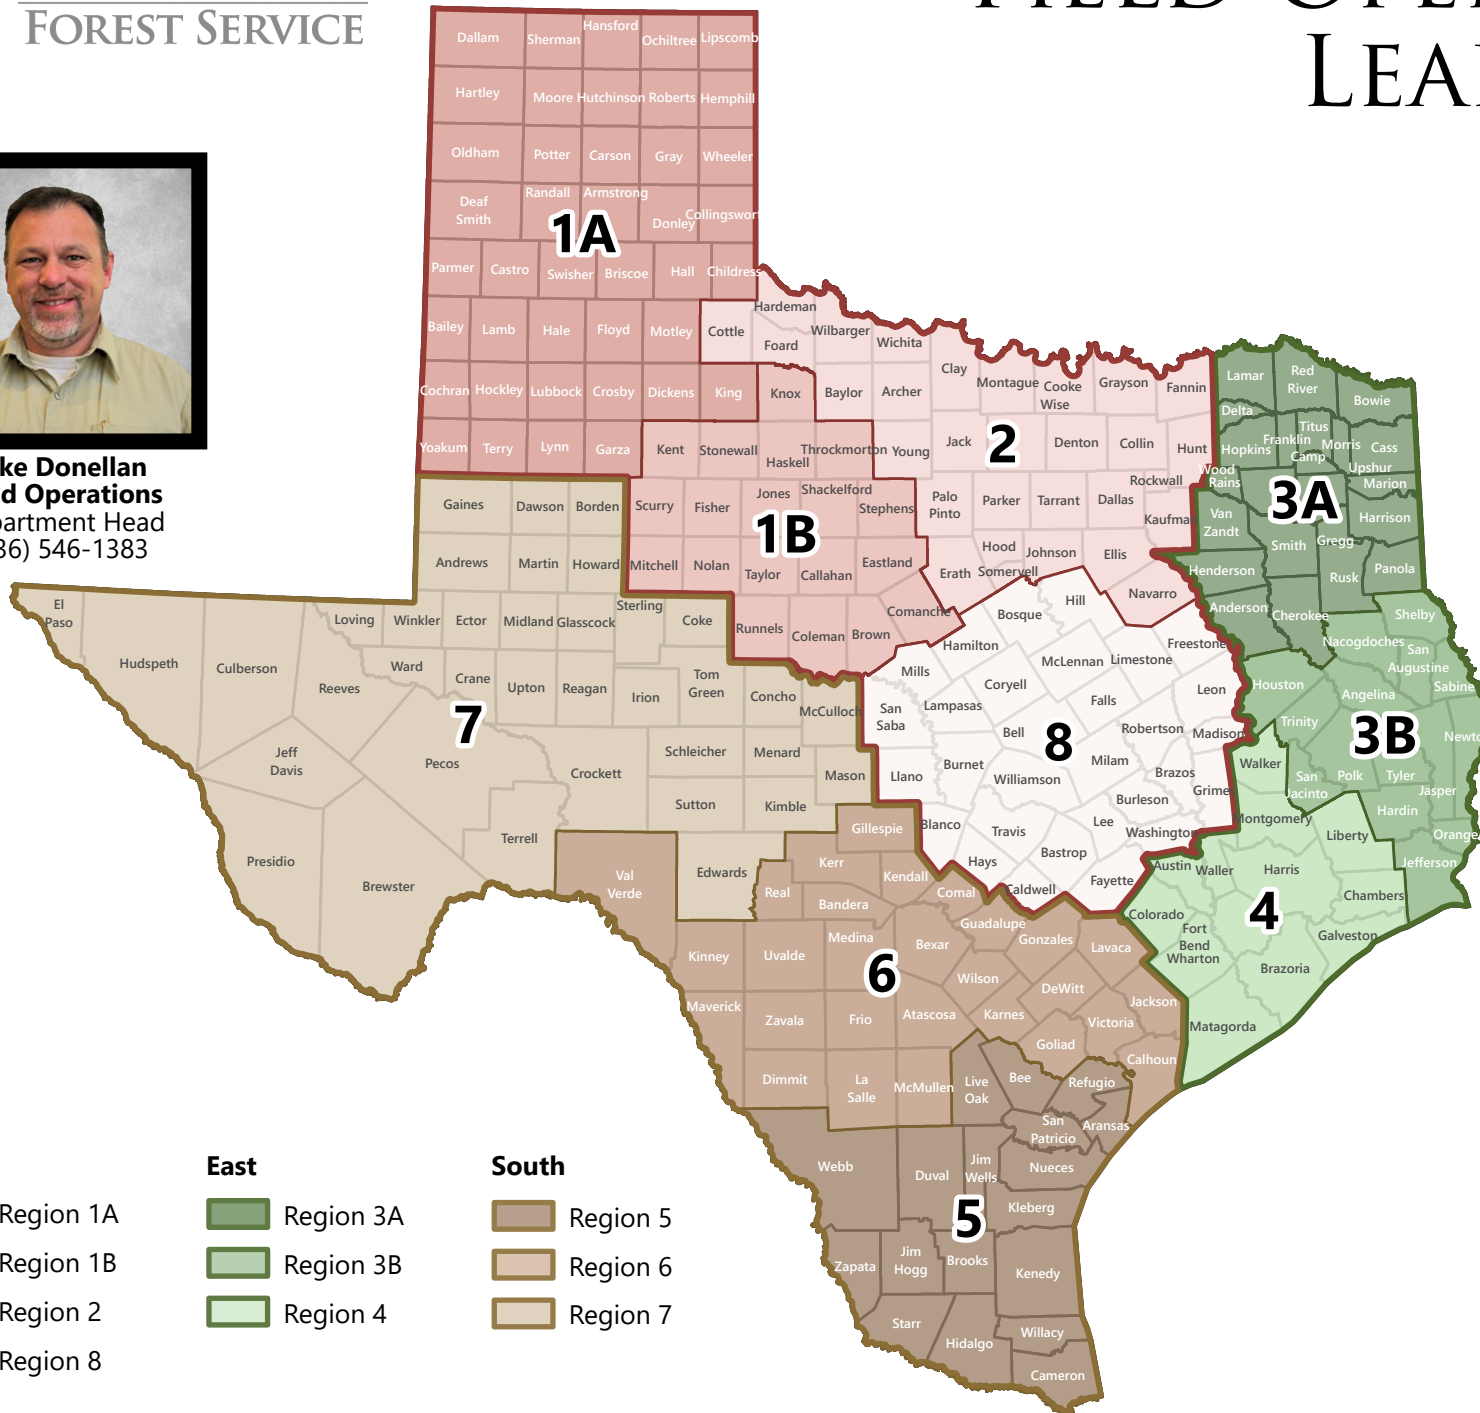 FOREST SERVICE
LEA
ke Donellan
d Operations
partment Head
36) 546-1383
Dallam
Sherman
Hansford
Ochiltree
Lipscomb
Hartley
Moore
Hutchinson
Roberts
Hemphill
Oldham
Potter
Carson
Gray
Wheeler
Deaf
Smith
Randall
Armstrong
Donley
Collingswor
1A
Parmer
Castro
Swisher
Briscoe
Hall
Childress
Bailey
Lamb
Hale
Floyd
Motley
Cottle
Hardeman
Foard
Wilbarger
Wichita
Cochran
Hockley
Lubbock
Crosby
Dickens
King
Knox
Baylor
Archer
Clay
Montague
Cooke
Wise
Grayson
Fannin
Lamar
Red
River
Bowie
Yoakum
Terry
Lynn
Garza
Kent
Stonewall
Haskell
Throckmorton
Young
Jack
2
Denton
Collin
Hunt
Delta
Hopkins
Franklin
Titus
Camp
Morris
Cass
Upshur
Marion
Wood
Rains
3A
Gaines
Dawson
Borden
Scurry
Fisher
Jones
Shackelford
Stephens
1B
Palo
Pinto
Parker
Tarrant
Dallas
Rockwall
Kaufman
Van
Zandt
Smith
Gregg
Harrison
Andrews
Martin
Howard
Mitchell
Nolan
Taylor
Callahan
Eastland
Erath
Hood
Somervell
Johnson
Ellis
Navarro
Henderson
Rusk
Panola
El
Paso
Hudspeth
Culberson
Loving
Winkler
Ector
Midland
Glasscock
Sterling
Coke
Runnels
Coleman
Brown
Comanche
Hamilton
Bosque
Hill
Freestone
Anderson
Cherokee
Shelby
Nacogdoches
San
Augustine
Sabine
Reeves
Ward
Crane
Upton
Reagan
Irion
Tom
Green
Concho
McCulloch
Mills
San
Saba
Lampasas
Coryell
McLennan
Limestone
Falls
Leon
Houston
Angelina
Trinity
3B
Newto
7
Jeff
Davis
Pecos
Crockett
Schleicher
Menard
Mason
Llano
Burnet
Bell
8
Williamson
Milam
Robertson
Madison
Brazos
Grimes
Burleson
Walker
San
Jacinto
Polk
Tyler
Jasper
Hardin
Orange
Presidio
Brewster
Terrell
Sutton
Kimble
Gillespie
Blanco
Travis
Hays
Lee
Bastrop
Washington
Fayette
Caldwell
Montgomery
Liberty
Jefferson
Val
Verde
Edwards
Real
Kerr
Kendall
Bandera
Comal
Guadalupe
Austin
Waller
Harris
Chambers
Colorado
Fort
Bend
Wharton
4
Galveston
Brazoria
Matagorda
Kinney
Uvalde
Medina
Bexar
6
Gonzales
Lavaca
Wilson
DeWitt
Jackson
Maverick
Zavala
Frio
Atascosa
Karnes
Victoria
Goliad
Calhoun
Dimmit
La
Salle
McMullen
Live
Oak
Bee
Refugio
San
Patricio
Aransas
Webb
Duval
Jim
Wells
Nueces
Kleberg
5
Zapata
Jim
Hogg
Brooks
Kenedy
Starr
Hidalgo
Willacy
Cameron
East
South
Region 1A
Region 3A
Region 5
Region 1B
Region 3B
Region 6
Region 2
Region 4
Region 7
Region 8